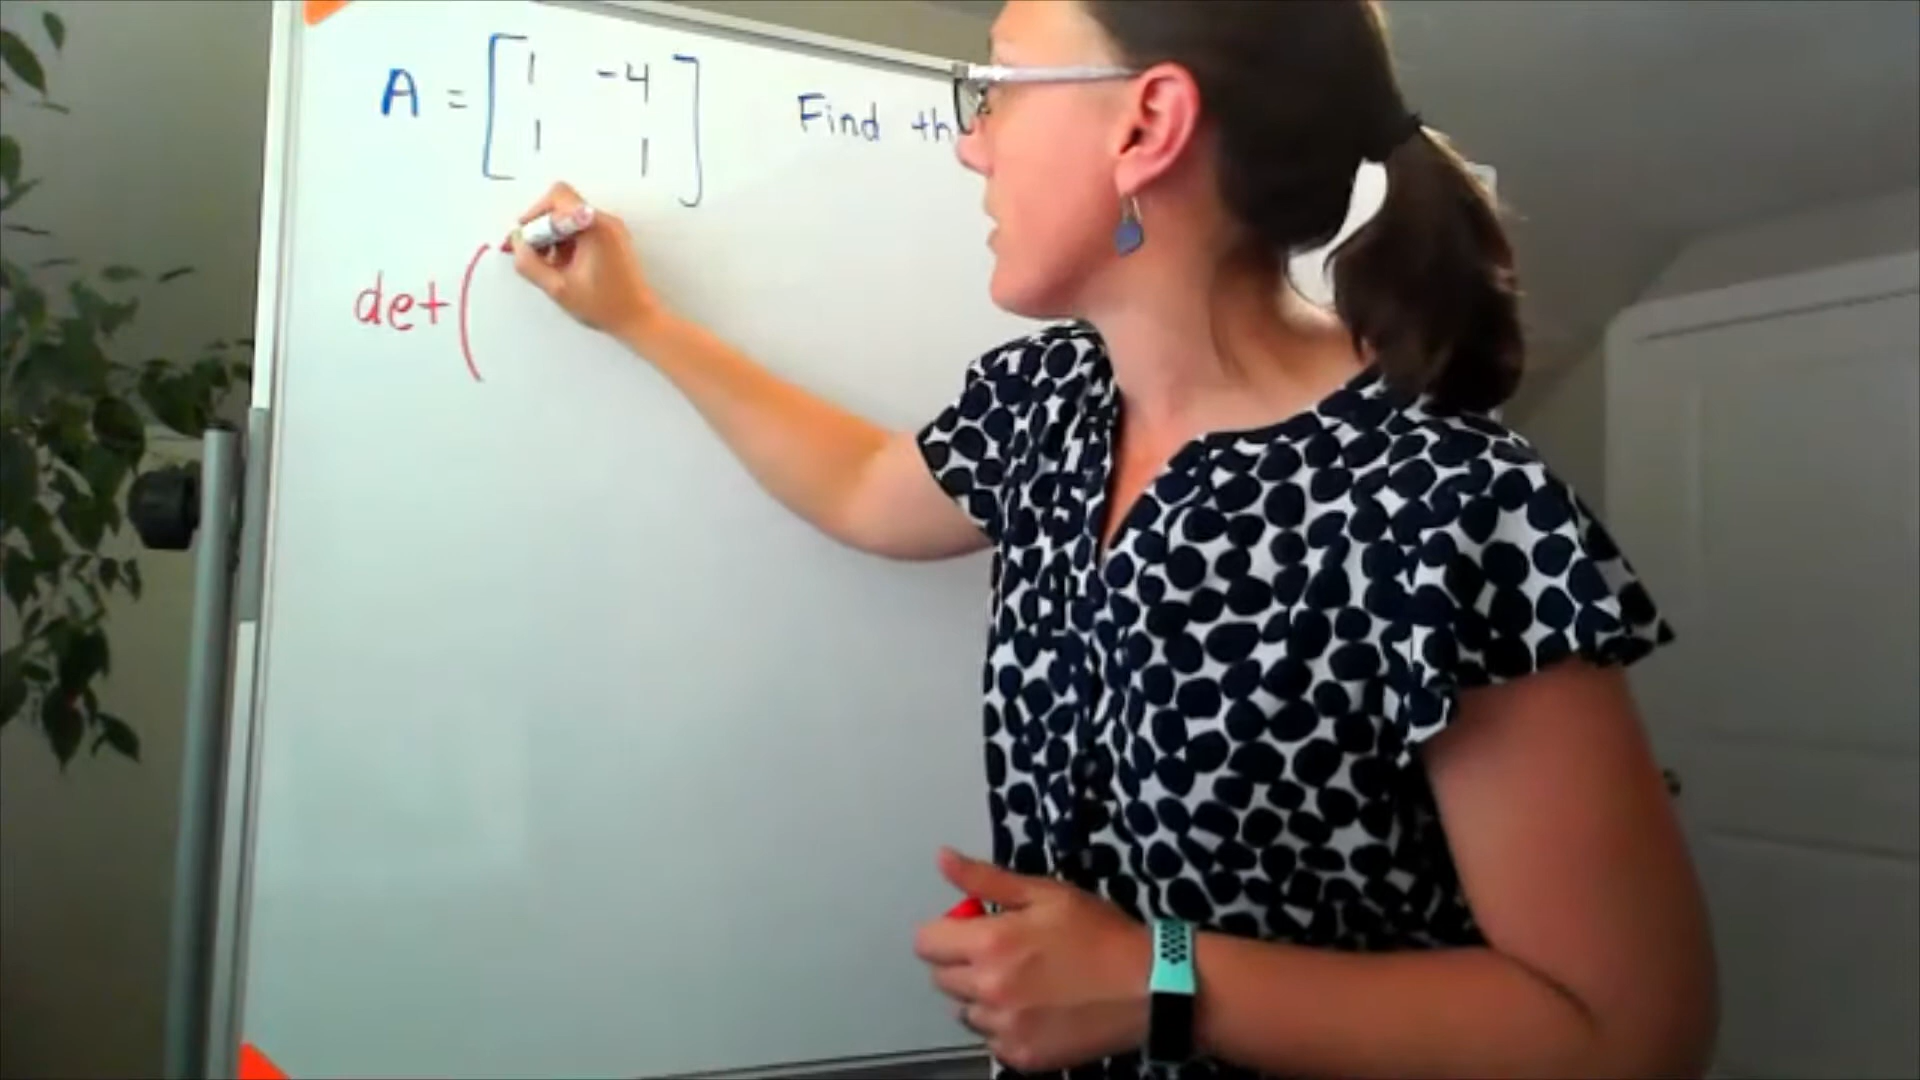 A = [ 1 -4
1 1 ] Find th
det (